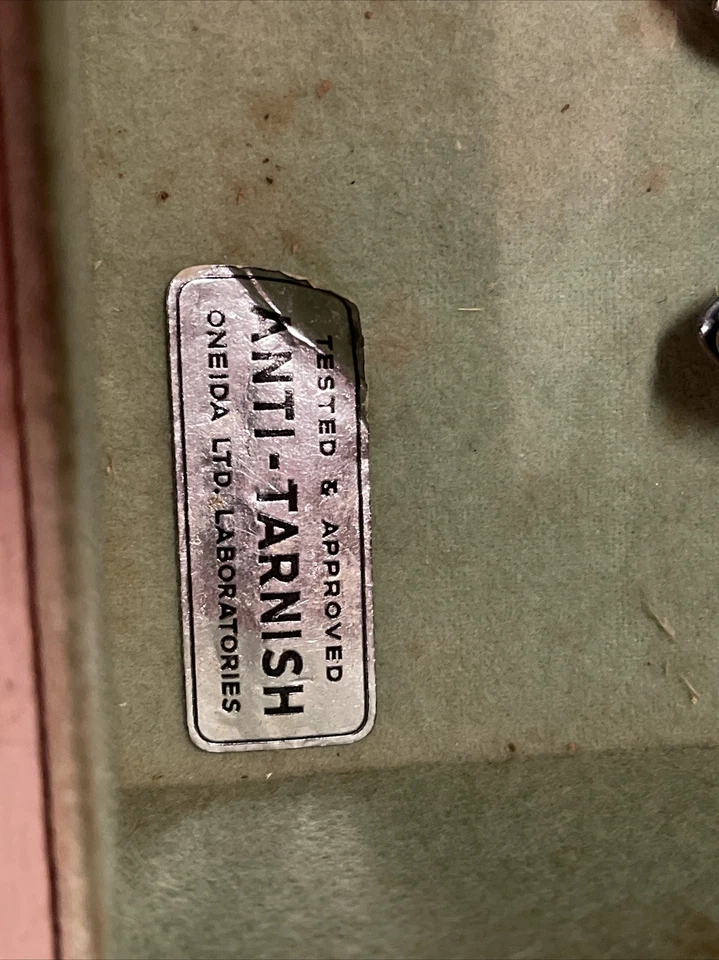 TESTED & APPROVED
ANTI-TARNISH
ONEIDA LTD. LABORATORIES